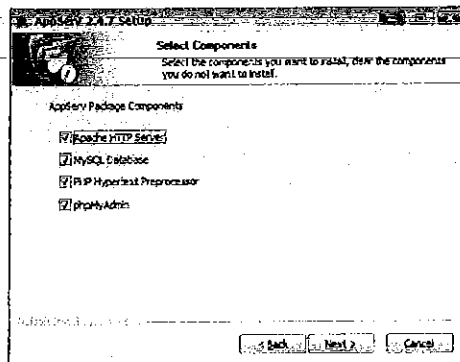 AppServ 2.4.7 Setup
Select Components
Select the components you want to install, clear the components
you do not want to install.
AppServ Package Components
Apache HTTP Server
MySQL Database
PHP Hypertext Preprocessor
phpMyAdmin
< Back
Next >
Cancel